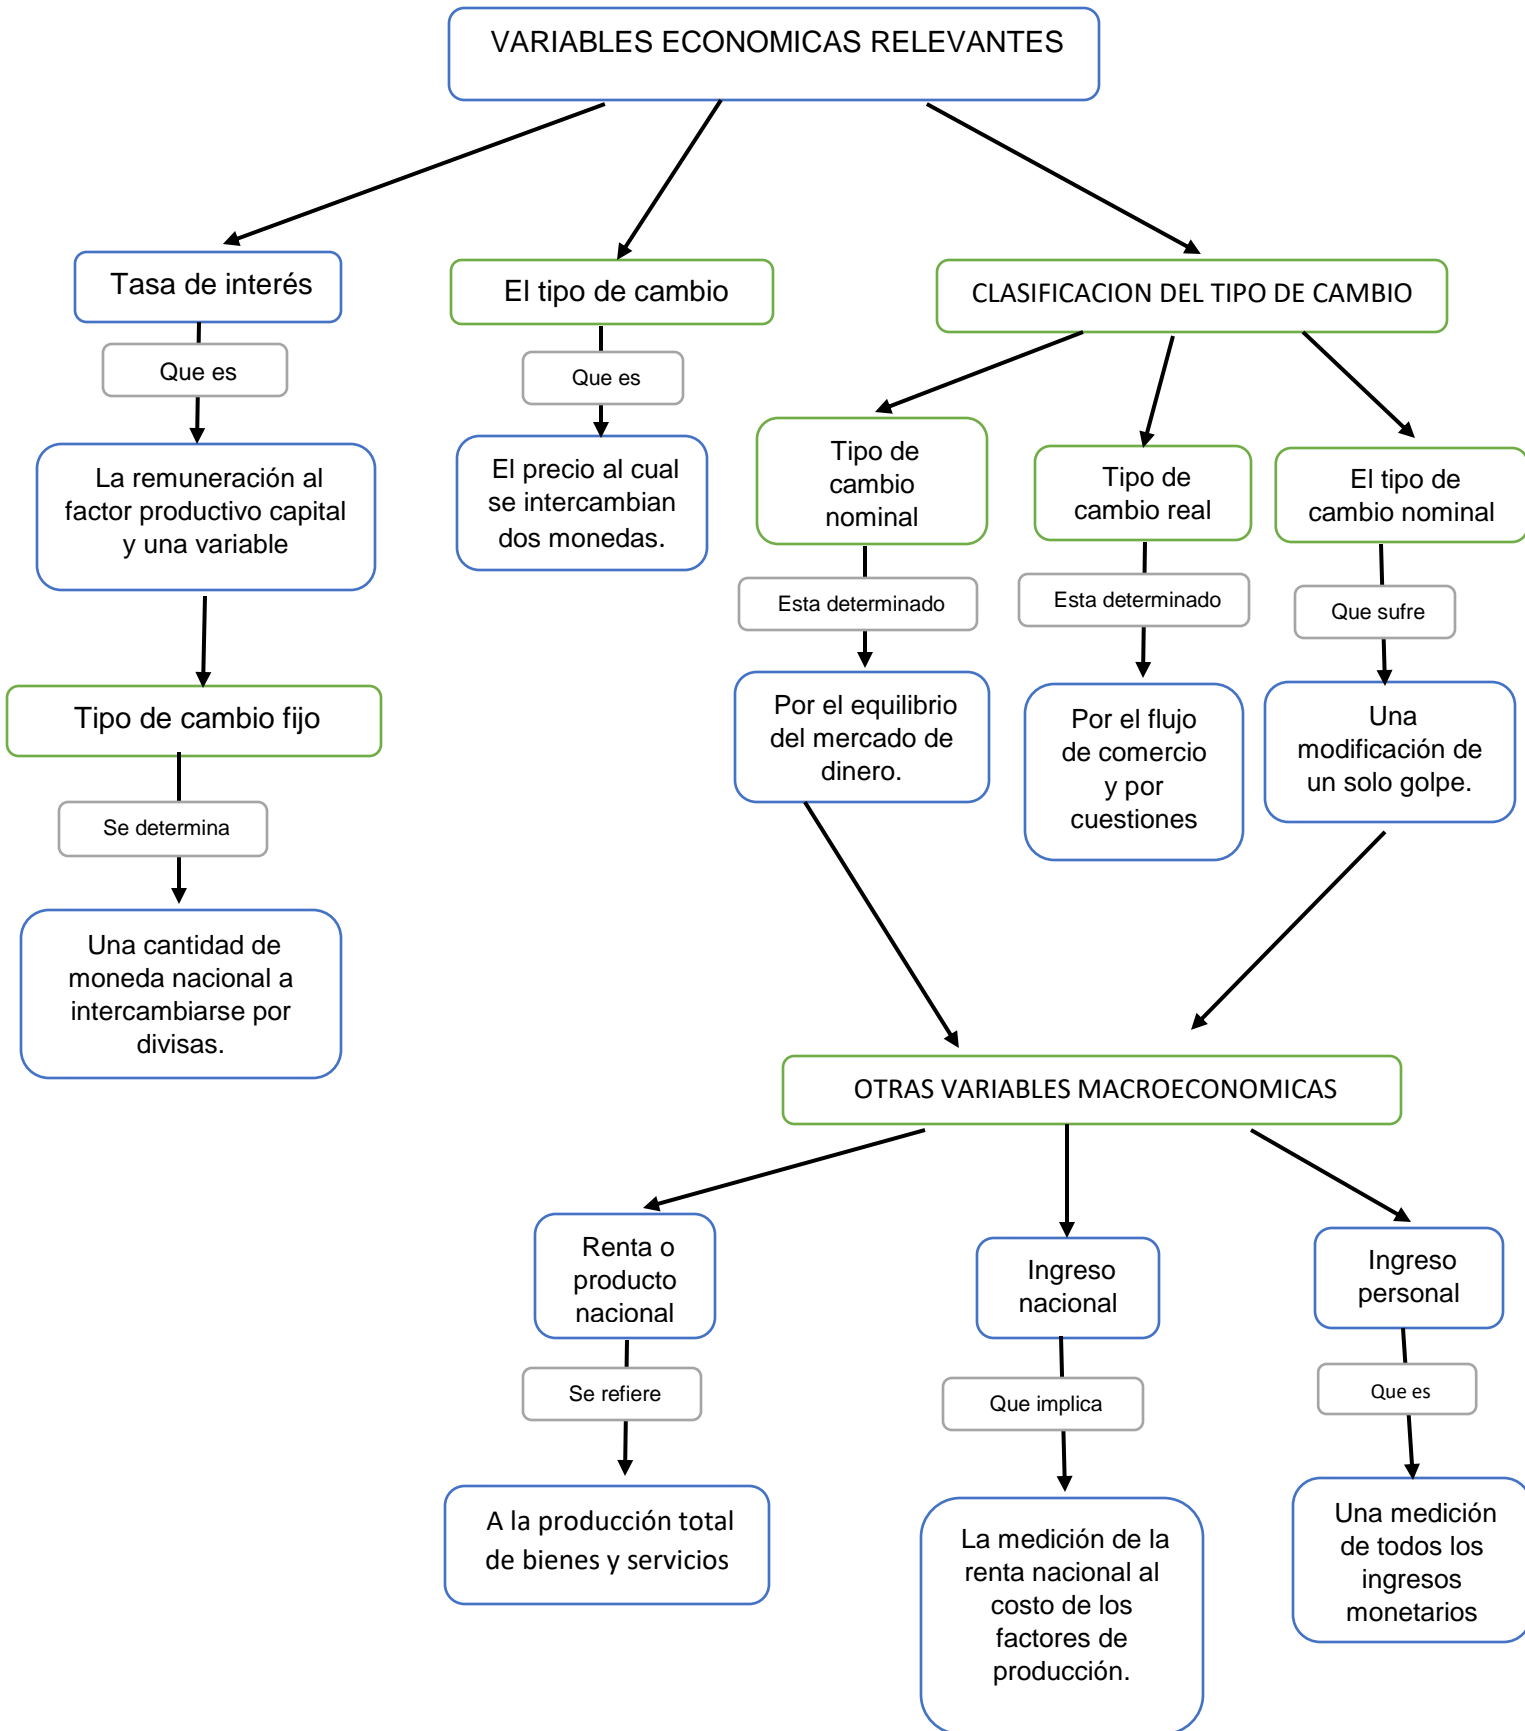 VARIABLES ECONOMICAS RELEVANTES
Tasa de interés
El tipo de cambio
CLASIFICACION DEL TIPO DE CAMBIO
Que es
Que es
La remuneración al
factor productivo capital
y una variable
El precio al cual
se intercambian
dos monedas.
Tipo de
cambio
nominal
Tipo de
cambio real
El tipo de
cambio nominal
Esta determinado
Esta determinado
Que sufre
Tipo de cambio fijo
Por el equilibrio
del mercado de
dinero.
Por el flujo
de comercio
y por
cuestiones
Una
modificación de
un solo golpe.
Se determina
Una cantidad de
moneda nacional a
intercambiarse por
divisas.
OTRAS VARIABLES MACROECONOMICAS
Renta o
producto
nacional
Ingreso
nacional
Ingreso
personal
Se refiere
Que implica
Que es
A la producción total
de bienes y servicios
La medición de la
renta nacional al
costo de los
factores de
producción.
Una medición
de todos los
ingresos
monetarios